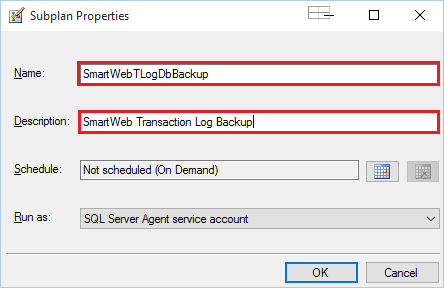 Subplan Properties
Name: SmartWebTLogDbBackup
Description: SmartWeb Transaction Log Backup
Schedule: Not scheduled (On Demand)
Run as: SQL Server Agent service account
OK Cancel